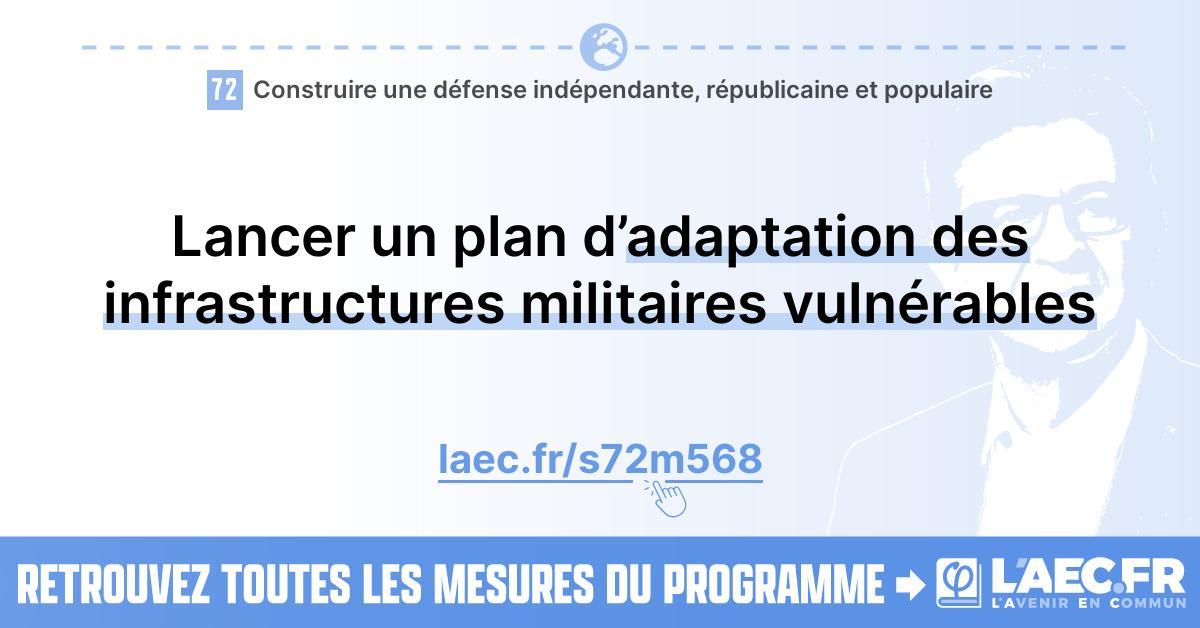 72 Construire une défense indépendante, républicaine et populaire
Lancer un plan d’adaptation des
infrastructures militaires vulnérables
laec.fr/s72m568
RETROUVEZ TOUTES LES MESURES DU PROGRAMME
L'AEC.FR
L'AVENIR EN COMMUN